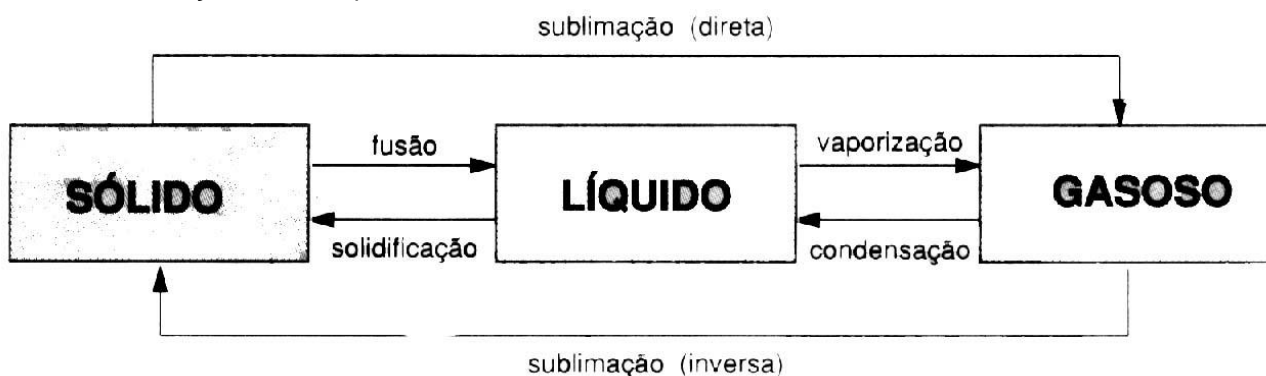 sublimação (direta)
fusão
vaporização
SÓLIDO
LÍQUIDO
GASOSO
solidificação
condensação
sublimação (inversa)